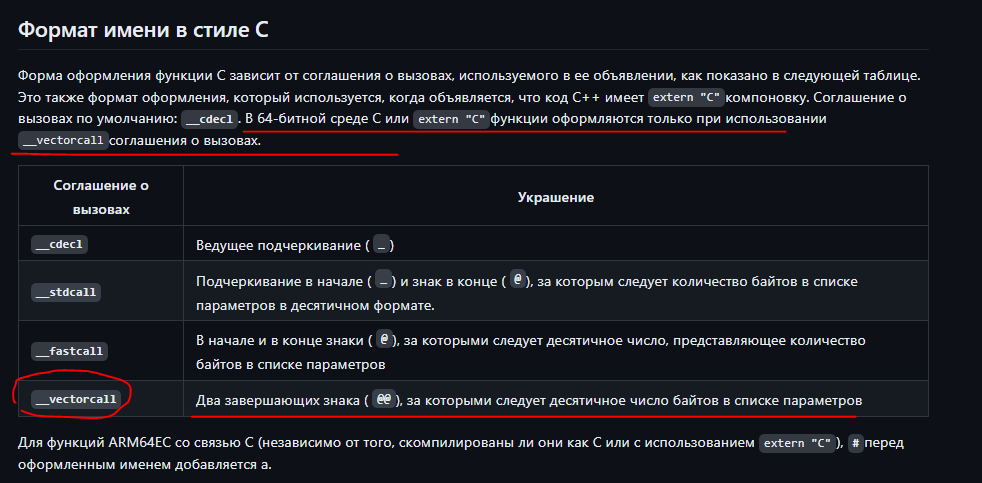 Формат имени в стиле C
Форма оформления функции C зависит от соглашения о вызовах, используемого в ее объявлении, как показано в следующей таблице.
Это также формат оформления, который используется, когда объявляется, что код C++ имеет extern "C" компоновку. Соглашение о
вызовах по умолчанию: __cdecl. В 64-битной среде C или extern "C" функции оформляются только при использовании
__vectorcall соглашения о вызовах.
Соглашение о
вызовах
Украшение
__cdecl
Ведущее подчеркивание ( _ )
__stdcall
Подчеркивание в начале ( _ ) и знак в конце ( @ ), за которым следует количество байтов в списке
параметров в десятичном формате.
__fastcall
В начале и в конце знаки ( @ ), за которыми следует десятичное число, представляющее количество
байтов в списке параметров
__vectorcall
Два завершающих знака ( @@ ), за которыми следует десятичное число байтов в списке параметров
Для функций ARM64EC со связью C (независимо от того, скомпилированы ли они как C или с использованием extern "C" ), # перед
оформленным именем добавляется a.